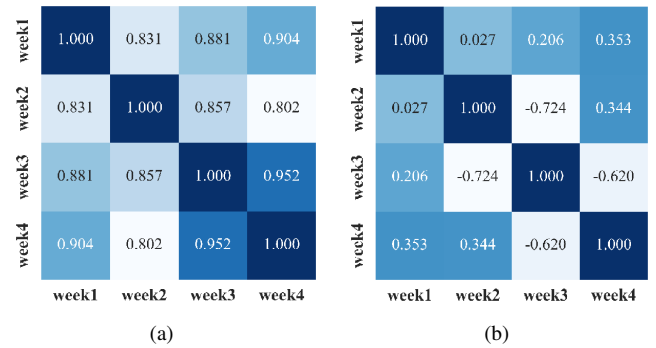 week1 1.000 0.831 0.881 0.904
week2 0.831 1.000 0.857 0.802
week3 0.881 0.857 1.000 0.952
week4 0.904 0.802 0.952 1.000
week1 week2 week3 week4
(a)
week1 1.000 0.027 0.206 0.353
week2 0.027 1.000 -0.724 0.344
week3 0.206 -0.724 1.000 -0.620
week4 0.353 0.344 -0.620 1.000
week1 week2 week3 week4
(b)